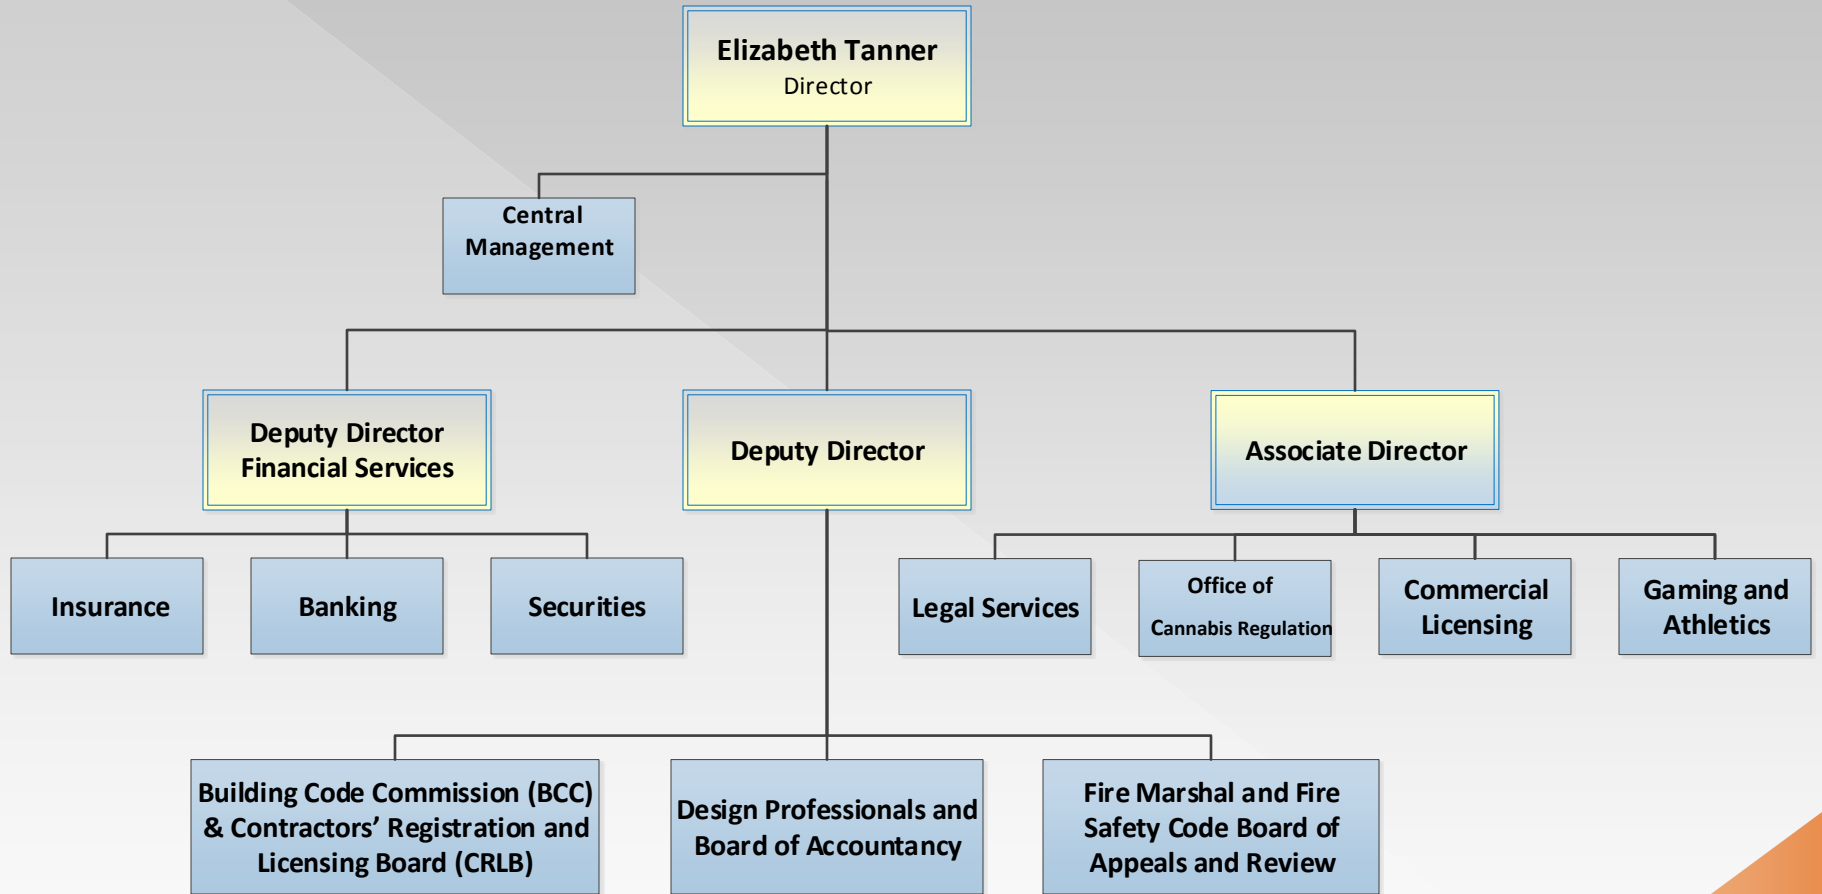 Elizabeth Tanner
Director
Central
Management
Deputy Director
Financial Services
Deputy Director
Associate Director
Insurance
Banking
Securities
Legal Services
Office of
Cannabis Regulation
Commercial
Licensing
Gaming and
Athletics
Building Code Commission (BCC)
& Contractors’ Registration and
Licensing Board (CRLB)
Design Professionals and
Board of Accountancy
Fire Marshal and Fire
Safety Code Board of
Appeals and Review